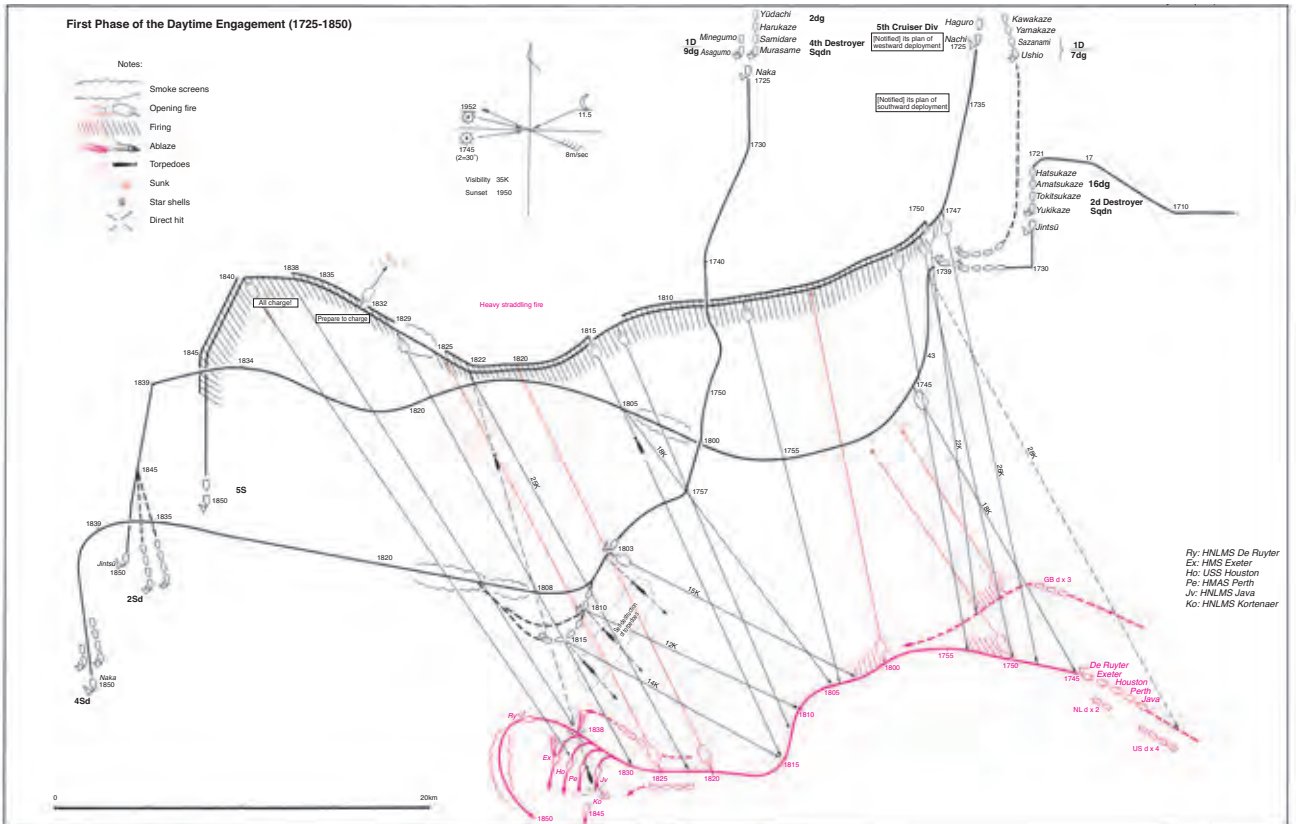 First Phase of the Daytime Engagement (1725-1850)
Notes:
Smoke screens
Opening fire
Firing
Ablaze
Torpedoes
Sunk
Star shells
Direct hit
1952
1745
(2=30°)
11.5
8m/sec
Visibility 35K
Sunset 1950
Yūdachi
2dg
Harukaze
Minegumo
Samidare
1D
9dg
Asagumo
Murasame
4th Destroyer
Sqdn
Naka
1725
5th Cruiser Div
Haguro
[Notified] its plan of
westward deployment
Nachi
1725
Kawakaze
Yamakaze
Sazanami
Ushio
1D
7dg
[Notified] its plan of
southward deployment
1735
1730
1721
17
1710
Hatsukaze
Amatsukaze
16dg
Tokitsukaze
2d Destroyer
Sqdn
Yukikaze
Jintsū
1730
1750
1747
1739
1740
1810
1815
Heavy straddling fire
1840
1838
1835
1832
1829
All charge!
Prepare to charge
1825
1822
1820
1845
1834
1839
1820
1805
1750
1800
1755
1745
43
1757
18K
25K
22K
26K
18K
28K
1845
5S
1850
1839
1835
1820
1808
1803
1810
1815
Self-destruction
of torpedoes
15K
12K
14K
Jintsū
1850
2Sd
Naka
1850
4Sd
GB d x 3
1755
1750
1745
1800
1805
1810
1815
De Ruyter
Exeter
Houston
Perth
Java
NL d x 2
US d x 4
Ry
1838
Ex
Ho
Pe
Jv
Ko
1830
1825
1820
1845
1850
Ry: HNLMS De Ruyter
Ex: HMS Exeter
Ho: USS Houston
Pe: HMAS Perth
Jv: HNLMS Java
Ko: HNLMS Kortenaer
0
20km